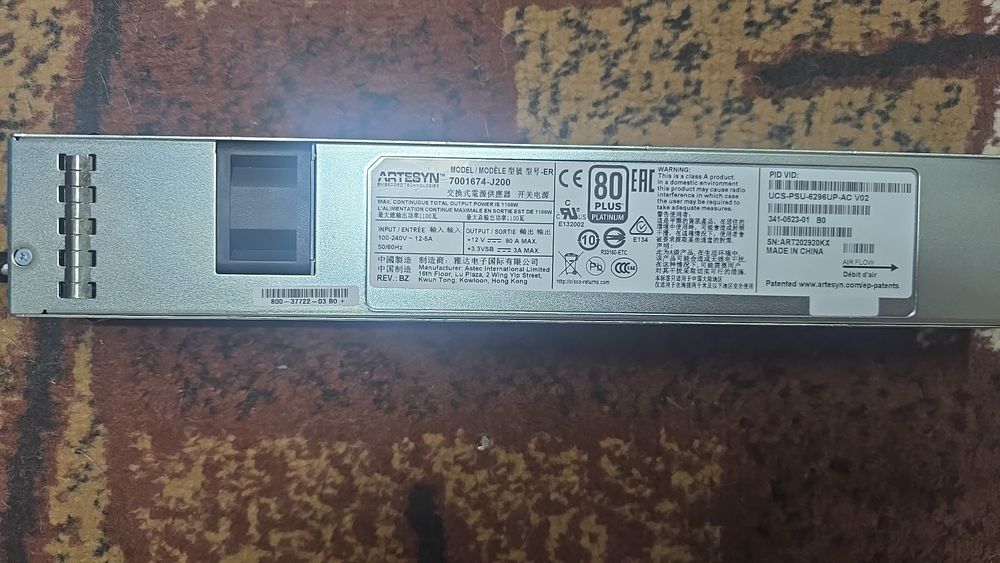 ARTESYN™
EMBEDDED TECHNOLOGIES
MODEL / MODÈLE 型號 型号-ER
7001674-J200
交換式電源供應器 开关电源
MAX. CONTINUOUS TOTAL OUTPUT POWER IS 1100W
L'ALIMENTATION CONTINUE MAXIMALE EN SORTIE EST DE 1100W
最大總輸出功率1100瓦
最大总输出功率1100瓦
INPUT / ENTRÉE 輸入 输入
100-240V ~ 12-5A
50/60Hz
OUTPUT / SORTIE 輸出 输出
+12 V 90 A MAX.
+3.3VSB 3A MAX.
中國製造
中国制造
REV.: BZ
制造商: 雅达电子国际有限公司
Manufacturer: Astec International Limited
16th Floor, Lu Plaza, 2 Wing Yip Street,
Kwun Tong, Kowloon, Hong Kong
CE
80
PLUS®
PLATINUM
EAC
C US
E132002
10
R33160-ETC
E134
Pb
CCC
http://cisco-returns.com
WARNING:
This is a class A product.
in a domestic environment
this product may cause radio
interference in which case
the user may be required to
take adequate measures.
警告使用者:
PID VID:
UCS-PSU-6296UP-AC V02
341-0523-01 B0
SN:ART202920KX
MADE IN CHINA
AIR FLOW
Débit d'air
Patented www.artesyn.com/ep-patents
800-37722-03 B0 +